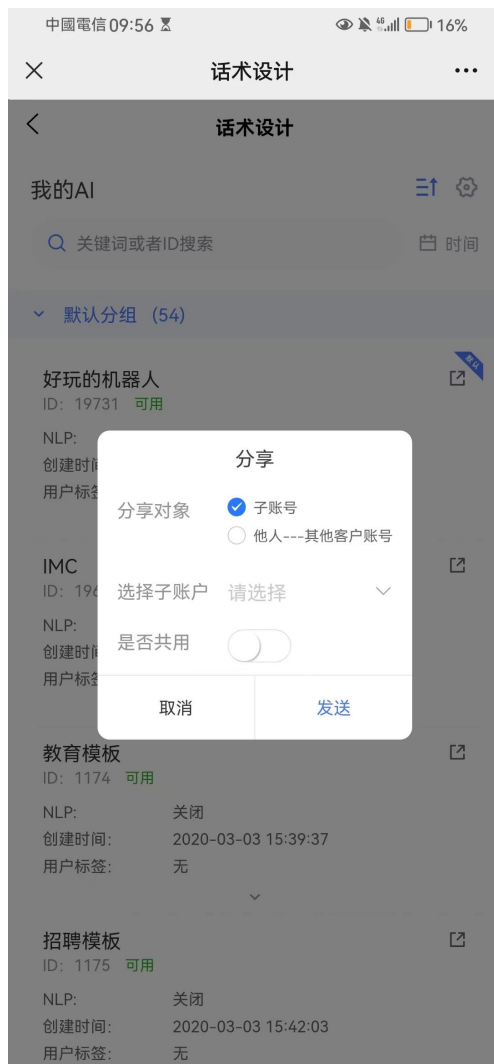 中國電信09:56 16%
话术设计
话术设计
我的AI
关键词或者ID搜索 时间
默认分组 (54)
好玩的机器人 默认
ID: 19731 可用
NLP:
创建时间
用户标签
分享
分享对象 子账号
他人---其他客户账号
选择子账户 请选择
是否共用
取消 发送
IMC
ID: 196
NLP:
创建时间
用户标签
教育模板
ID: 1174 可用
NLP: 关闭
创建时间: 2020-03-03 15:39:37
用户标签: 无
招聘模板
ID: 1175 可用
NLP: 关闭
创建时间: 2020-03-03 15:42:03
用户标签: 无